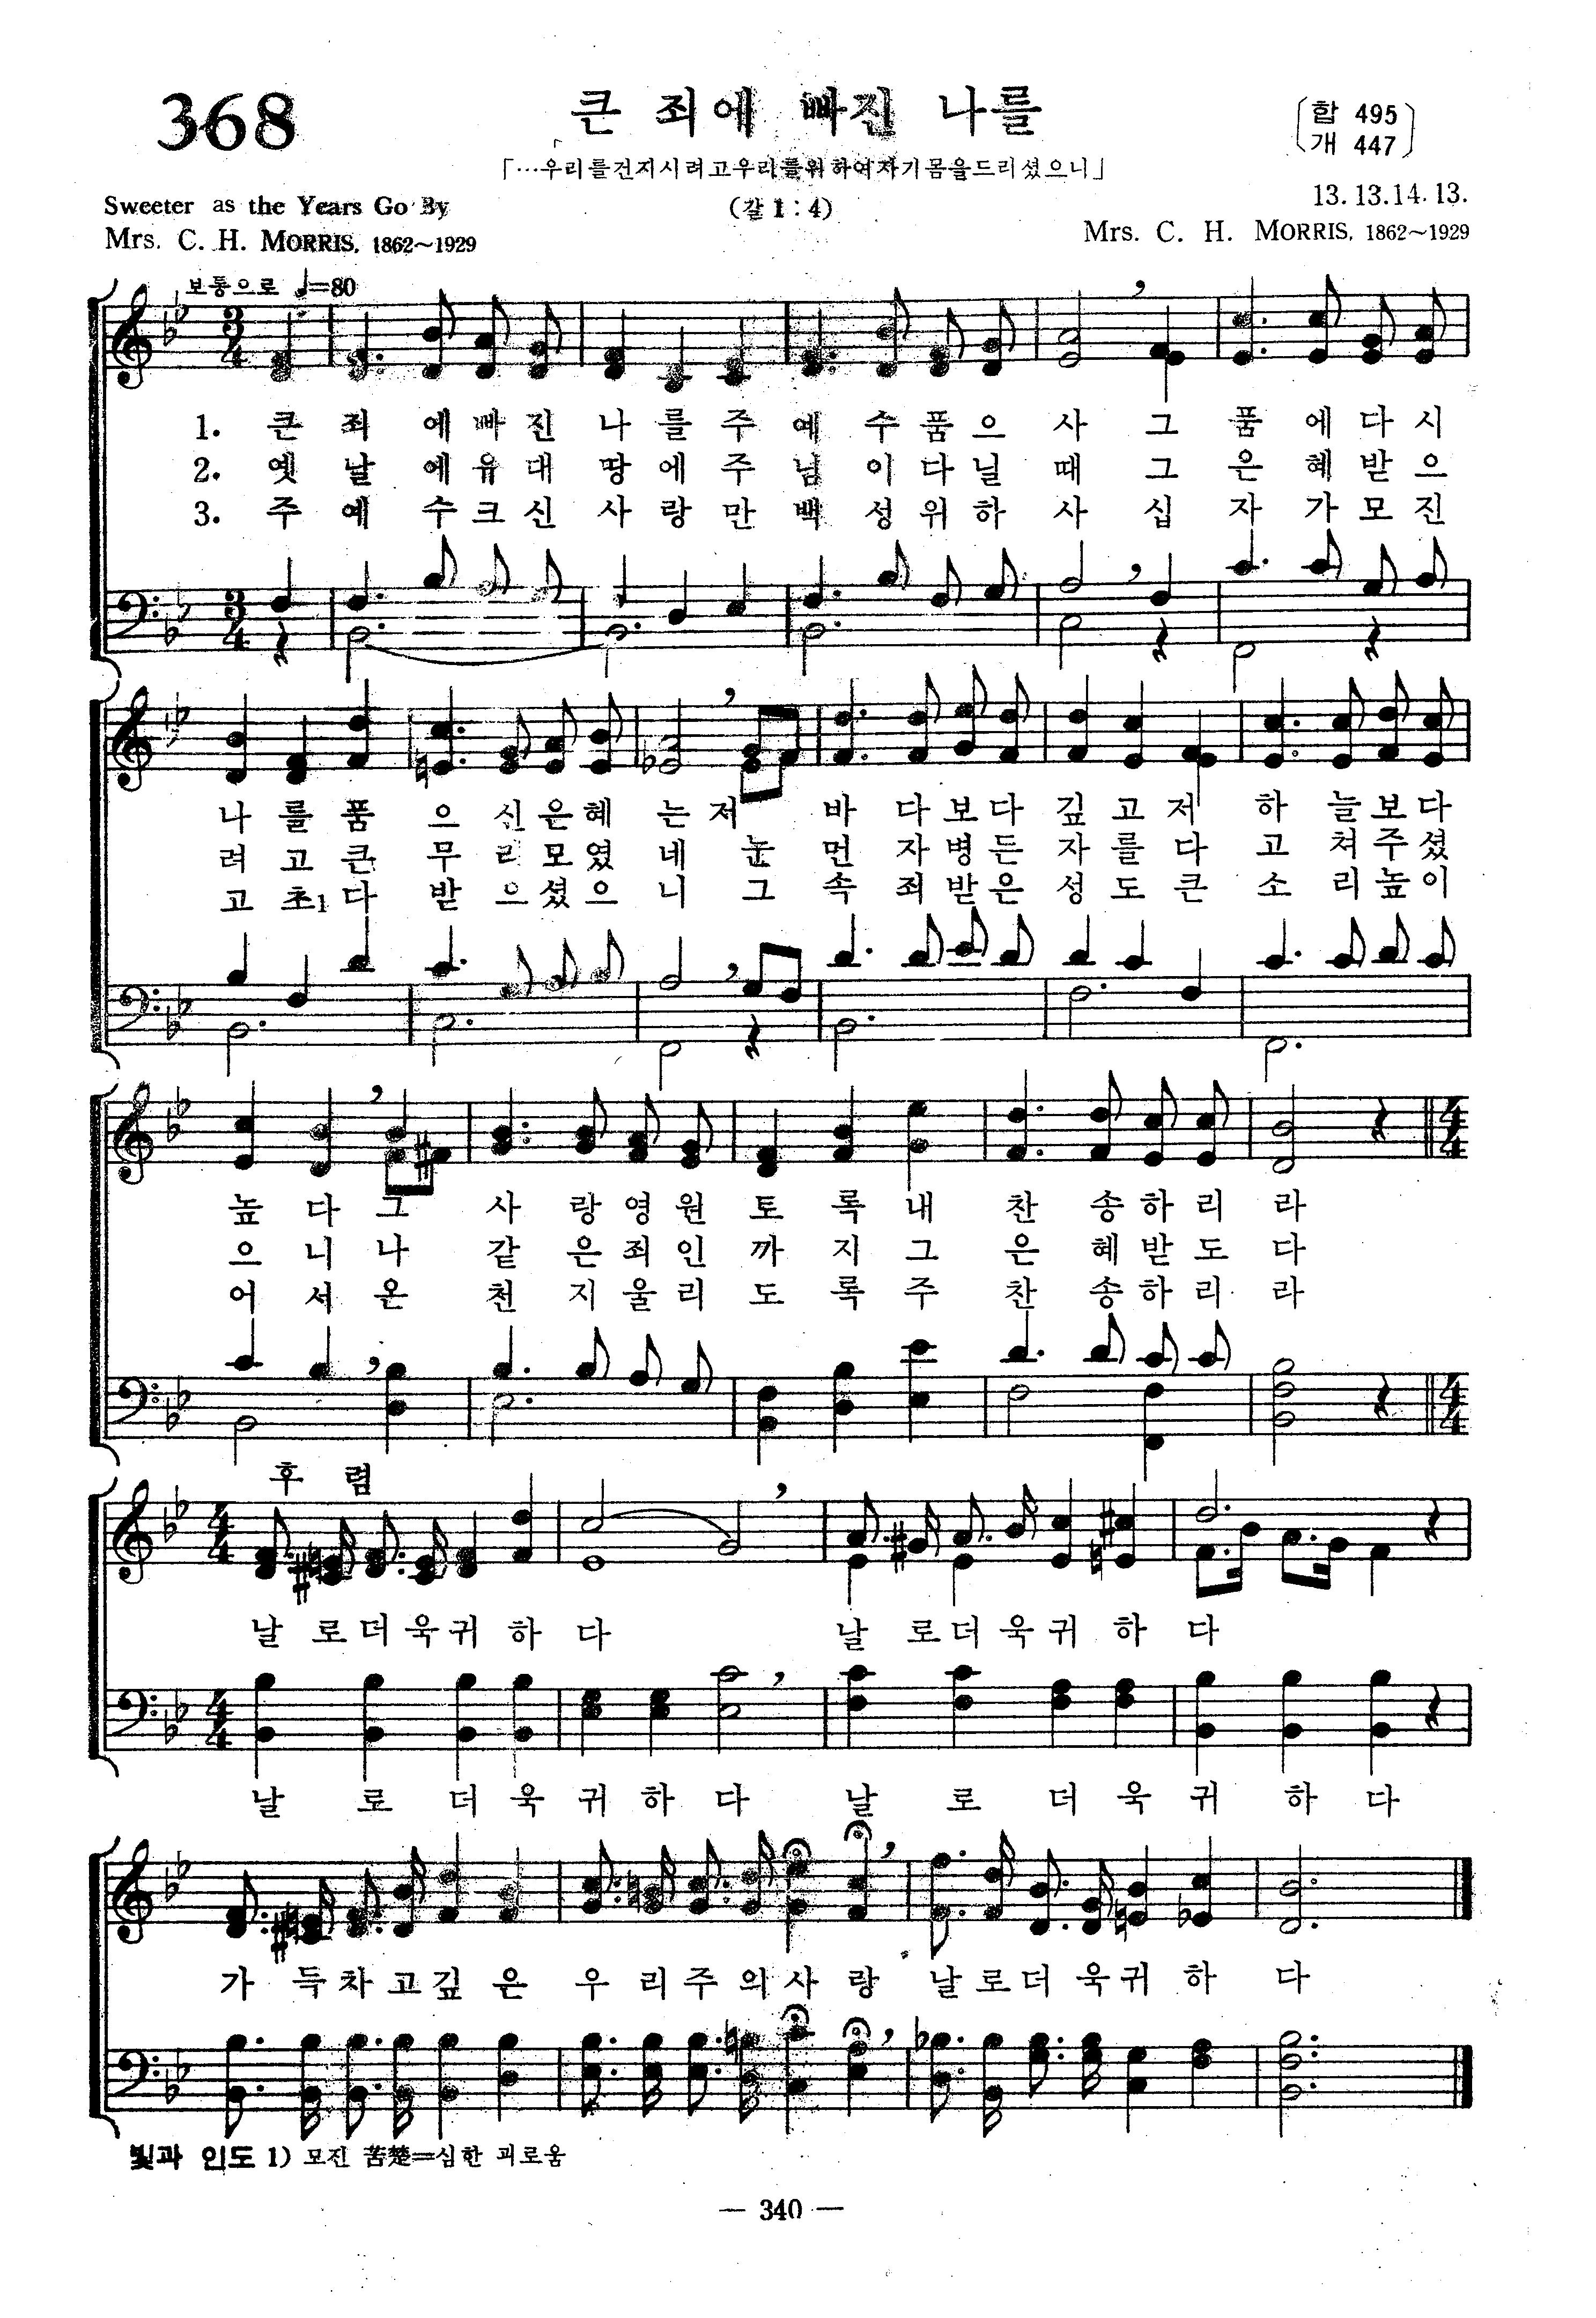 368
큰 죄에 빠진 나를
〔합 495
개 447〕
「…우리를건지시려고우리를위하여자기몸을드리셨으니」
(갈 1 : 4)
Sweeter as the Years Go By
13. 13. 14. 13.
Mrs. C. H. MORRIS, 1862~1929
Mrs. C. H. MORRIS, 1862~1929
보통으로 ♩=80
1. 큰 죄 에 빠 진 나 를 주 예 수 품 으 사 그 품 에 다 시
2. 옛 날 에 유 대 땅 에 주 님 이 다 닐 때 그 은 혜 받 으
3. 주 예 수 크 신 사 랑 만 백 성 위 하 사 십 자 가 모 진
나 를 품 으 신 은 혜 는 저 바 다 보 다 깊 고 저 하 늘 보 다
려 고 큰 무 리 모 였 네 눈 먼 자 병 든 자 를 다 고 쳐 주 셨
고 초1 다 받 으 셨 으 니 그 속 죄 받 은 성 도 큰 소 리 높 이
높 다 그 사 랑 영 원 토 록 내 찬 송 하 리 라
으 니 나 같 은 죄 인 까 지 그 은 혜 받 도 다
어 서 온 천 지 울 리 도 록 주 찬 송 하 리 라
후 렴
날 로 더 욱 귀 하 다 날 로 더 욱 귀 하 다
날 로 더 욱 귀 하 다 날 로 더 욱 귀 하 다
가 득 차 고 깊 은 우 리 주 의 사 랑 날 로 더 욱 귀 하 다
빛과 인도 1) 모진 苦楚=심한 괴로움
— 340 —